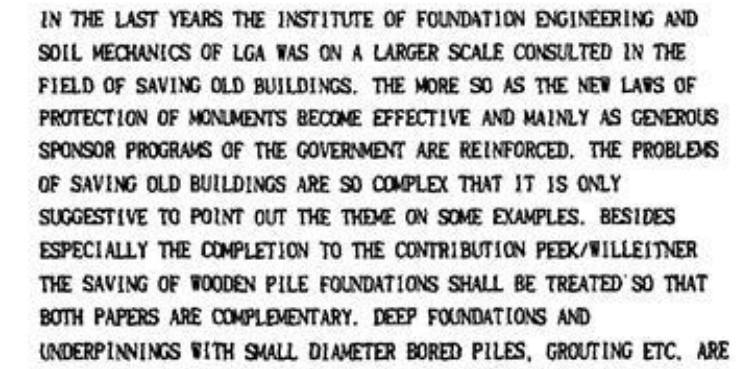 IN THE LAST YEARS THE INSTITUTE OF FOUNDATION ENGINEERING AND
SOIL MECHANICS OF LGA WAS ON A LARGER SCALE CONSULTED IN THE
FIELD OF SAVING OLD BUILDINGS. THE MORE SO AS THE NEW LAWS OF
PROTECTION OF MONUMENTS BECOME EFFECTIVE AND MAINLY AS GENEROUS
SPONSOR PROGRAMS OF THE GOVERNMENT ARE REINFORCED. THE PROBLEMS
OF SAVING OLD BUILDINGS ARE SO COMPLEX THAT IT IS ONLY
SUGGESTIVE TO POINT OUT THE THEME ON SOME EXAMPLES. BESIDES
ESPECIALLY THE COMPLETION TO THE CONTRIBUTION PEEK/WILLEITNER
THE SAVING OF WOODEN PILE FOUNDATIONS SHALL BE TREATED SO THAT
BOTH PAPERS ARE COMPLEMENTARY. DEEP FOUNDATIONS AND
UNDERPINNINGS WITH SMALL DIAMETER BORED PILES, GROUTING ETC. ARE